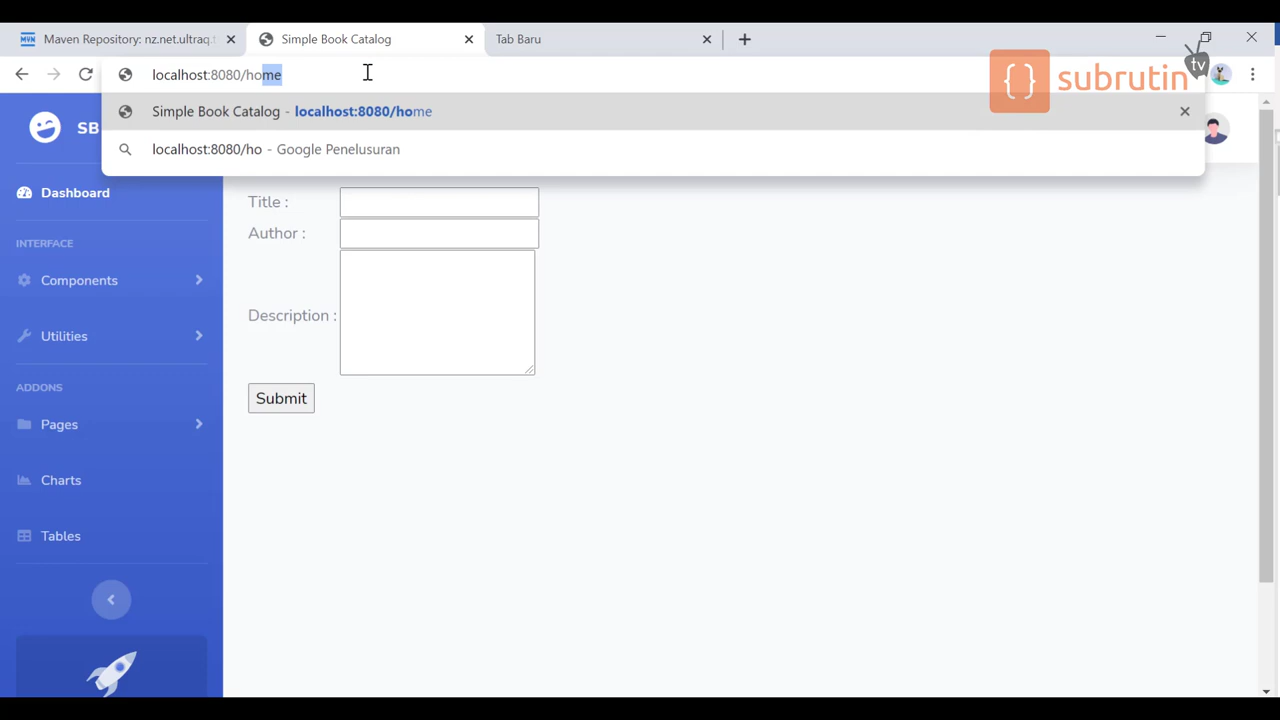 Maven Repository: nz.net.ultraq.t
Simple Book Catalog
Tab Baru
localhost:8080/home
subrutin
tv
Simple Book Catalog - localhost:8080/home
localhost:8080/ho - Google Penelusuran
SB
Dashboard
INTERFACE
Components
Utilities
ADDONS
Pages
Charts
Tables
Title :
Author :
Description :
Submit